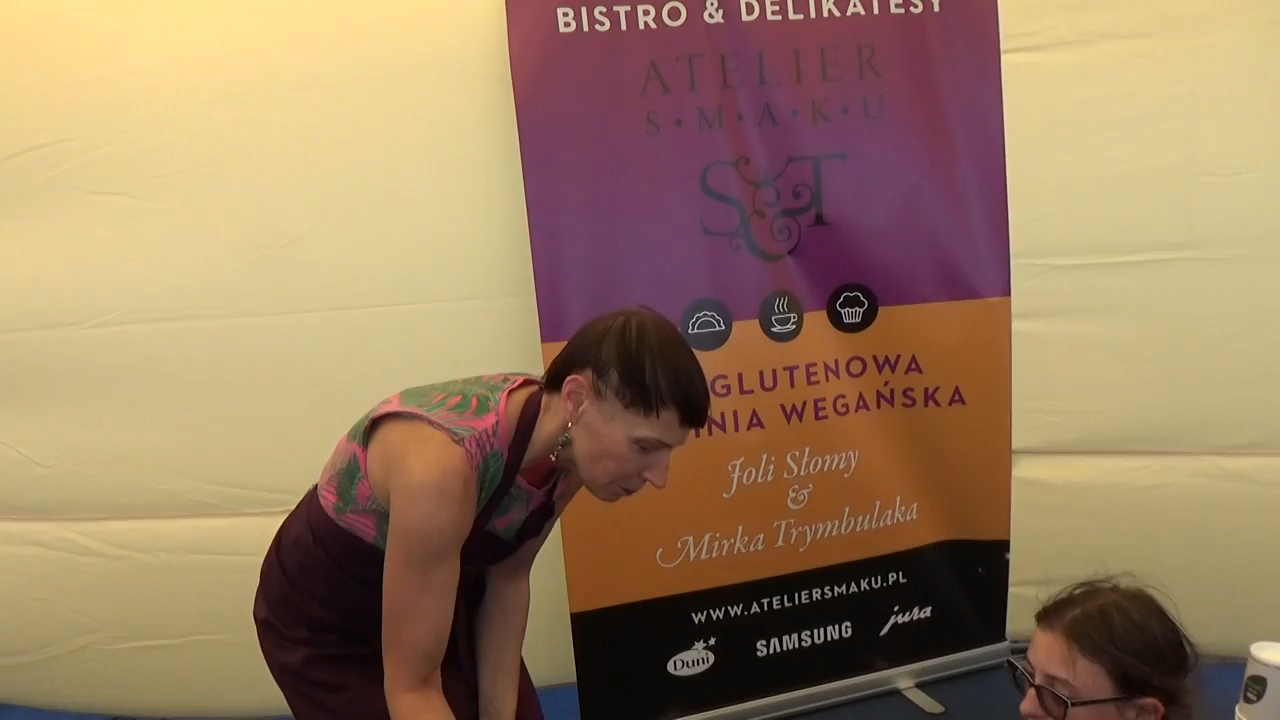 BISTRO & DELIKATESY
ATELIER
S·M·A·K·U
S&T
GLUTENOWA
INIA WEGAŃSKA
Joli Słomy
&
Mirka Trymbulaka
WWW.ATELIERSMAKU.PL
Duni SAMSUNG jura